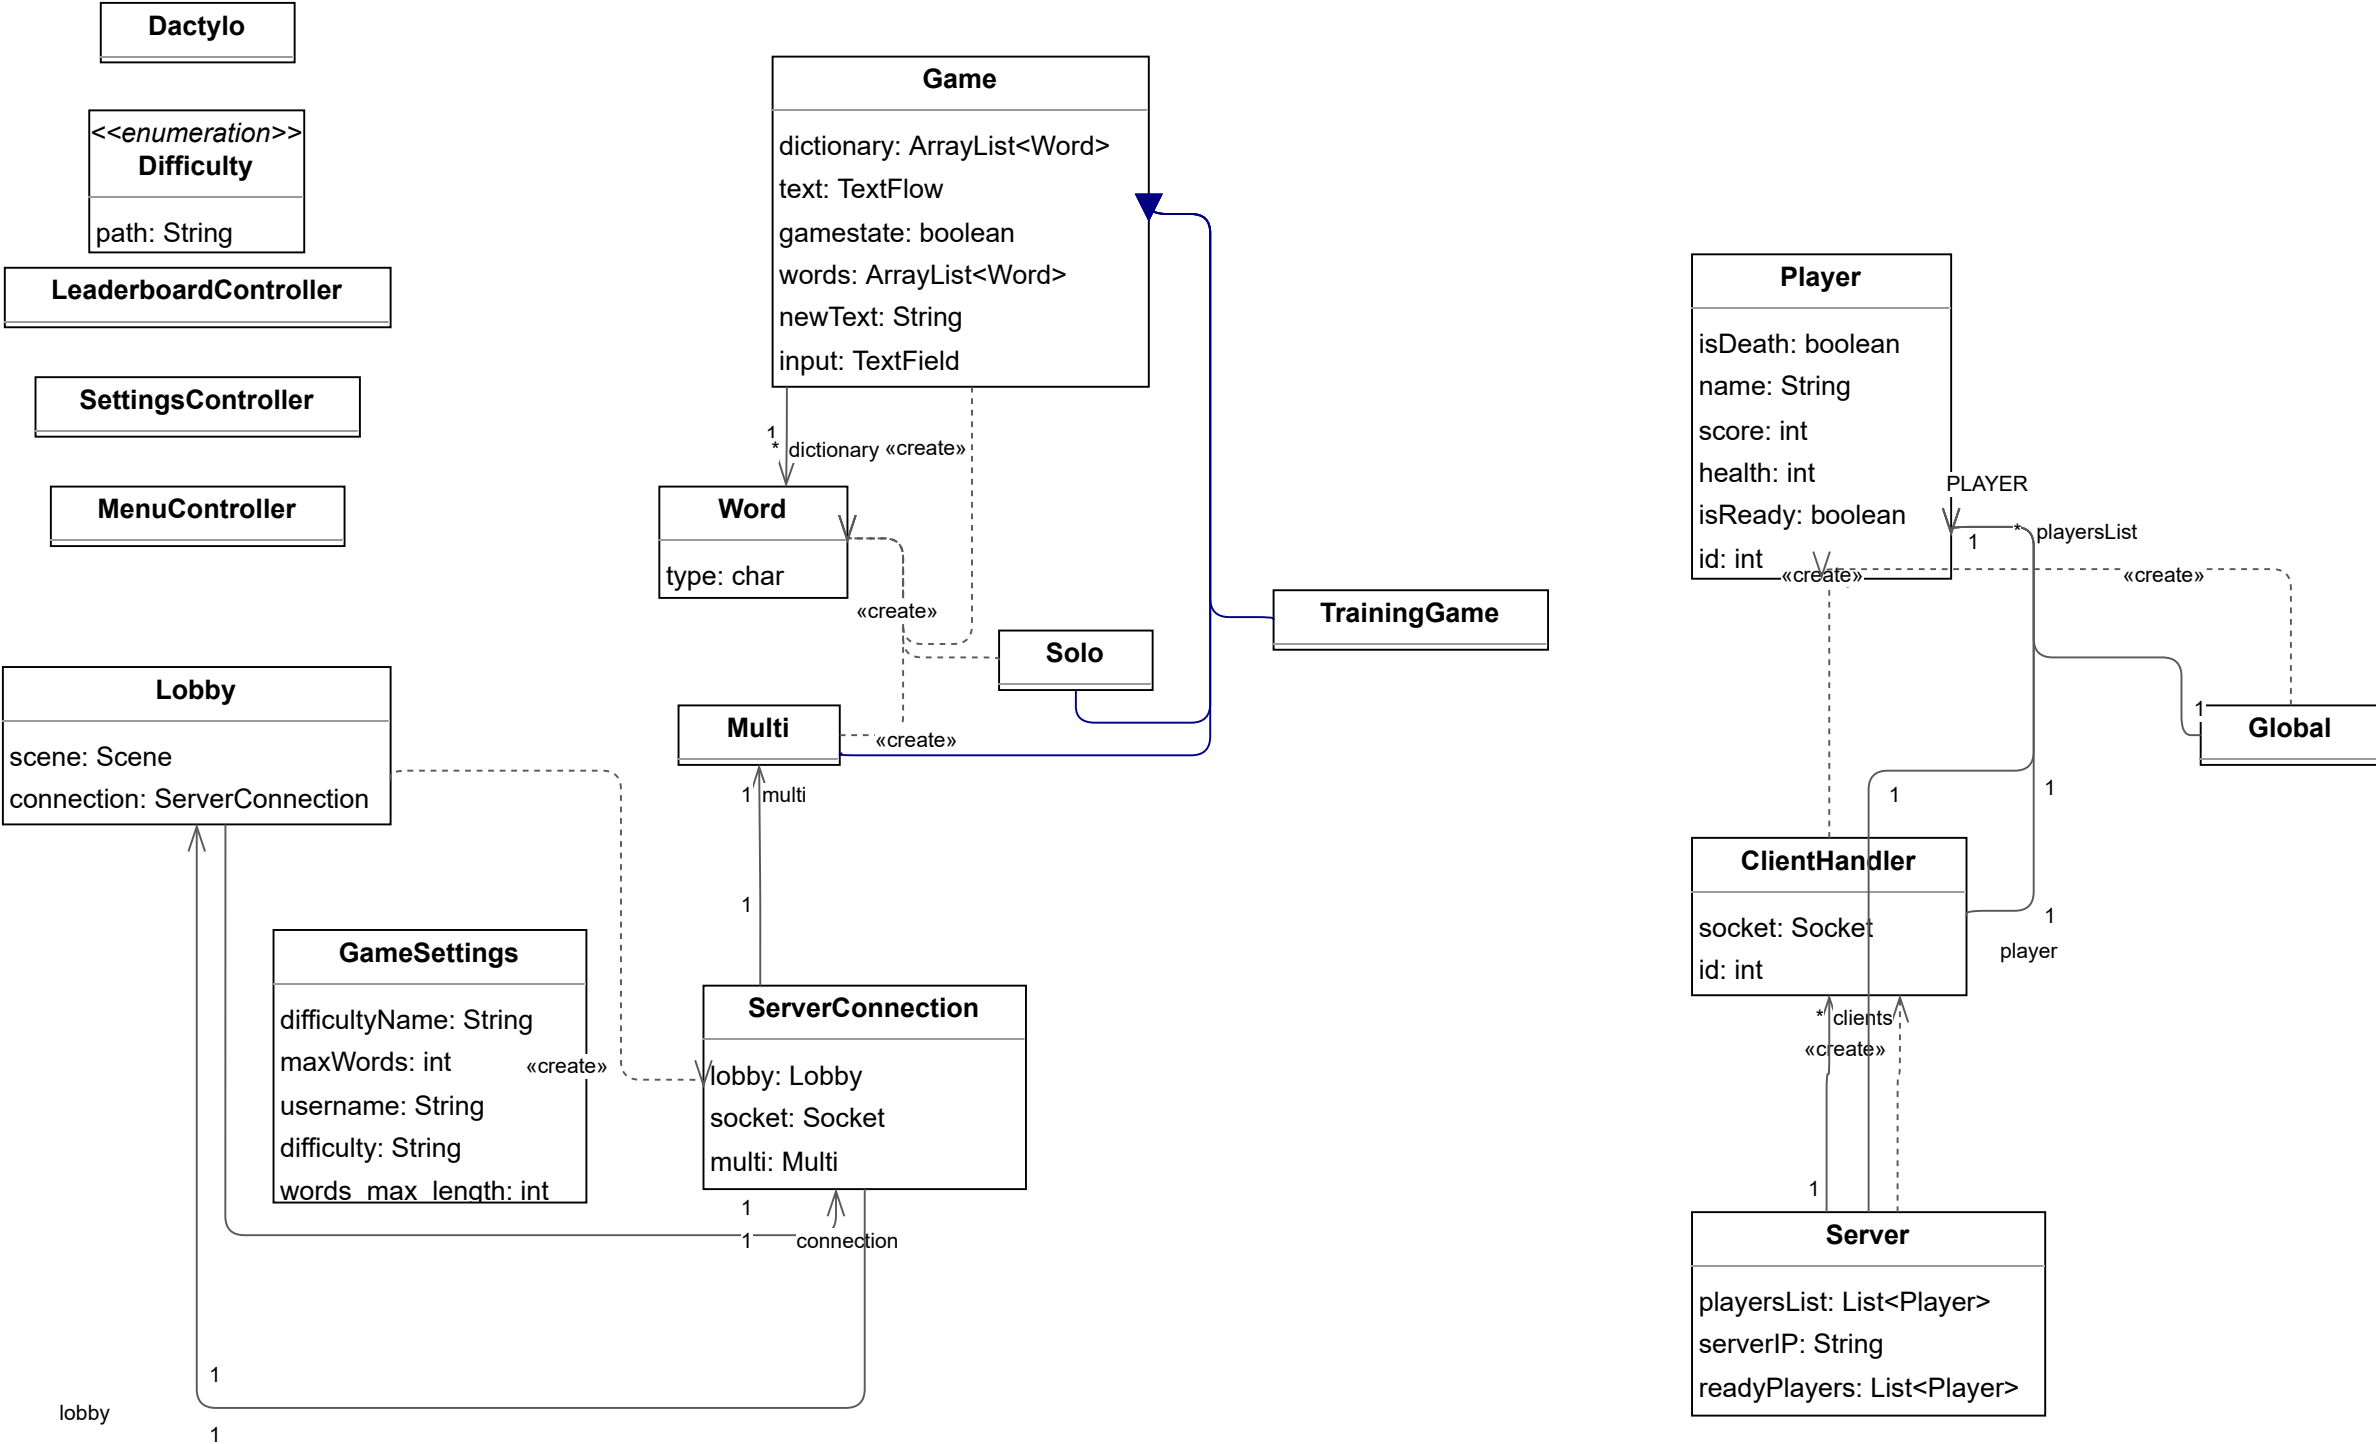 Dactylo
<<enumeration>>
Difficulty
path: String
LeaderboardController
SettingsController
MenuController
Game
dictionary: ArrayList<Word>
text: TextFlow
gamestate: boolean
words: ArrayList<Word>
newText: String
input: TextField
1
*
dictionary
«create»
Word
type: char
«create»
Solo
TrainingGame
Multi
«create»
1
multi
1
Lobby
scene: Scene
connection: ServerConnection
GameSettings
difficultyName: String
maxWords: int
username: String
difficulty: String
words_max_length: int
«create»
ServerConnection
lobby: Lobby
socket: Socket
multi: Multi
1
1
connection
1
lobby
1
Player
isDeath: boolean
name: String
score: int
health: int
isReady: boolean
id: int
PLAYER
*
playersList
1
«create»
«create»
1
Global
1
1
ClientHandler
socket: Socket
id: int
1
player
*
clients
«create»
1
Server
playersList: List<Player>
serverIP: String
readyPlayers: List<Player>